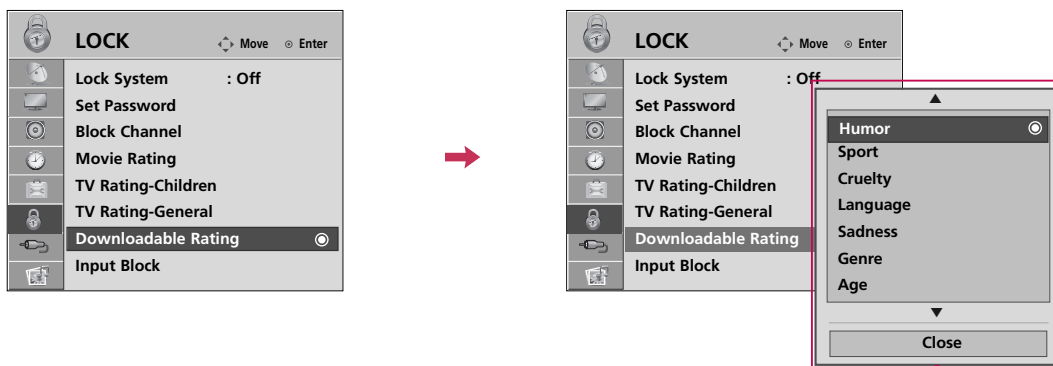 LOCK Move Enter
Lock System : Off
Set Password
Block Channel
Movie Rating
TV Rating-Children
TV Rating-General
Downloadable Rating
Input Block
LOCK Move Enter
Lock System : Off
Set Password
Block Channel
Movie Rating
TV Rating-Children
TV Rating-General
Downloadable Rating
Input Block
Humor
Sport
Cruelty
Language
Sadness
Genre
Age
Close